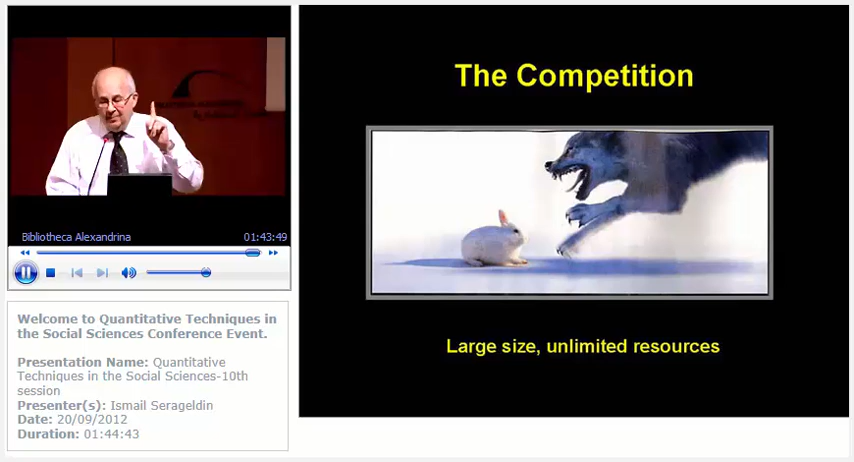 Bibliotheca Alexandrina
01:43:49
Welcome to Quantitative Techniques in
the Social Sciences Conference Event.
Presentation Name: Quantitative
Techniques in the Social Sciences-10th
session
Presenter(s): Ismail Serageldin
Date: 20/09/2012
Duration: 01:44:43
The Competition
Large size, unlimited resources